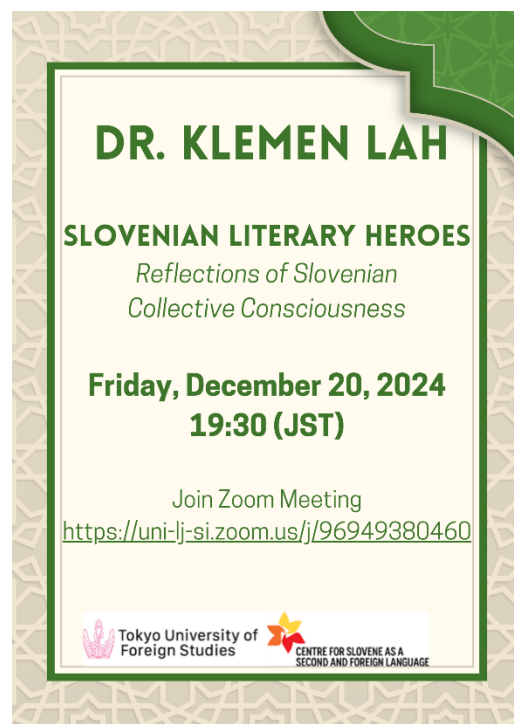 DR. KLEMEN LAH
SLOVENIAN LITERARY HEROES
Reflections of Slovenian
Collective Consciousness
Friday, December 20, 2024
19:30 (JST)
Join Zoom Meeting
https://uni-lj-si.zoom.us/j/96949380460
Tokyo University of
Foreign Studies
CENTRE FOR SLOVENE AS A
SECOND AND FOREIGN LANGUAGE